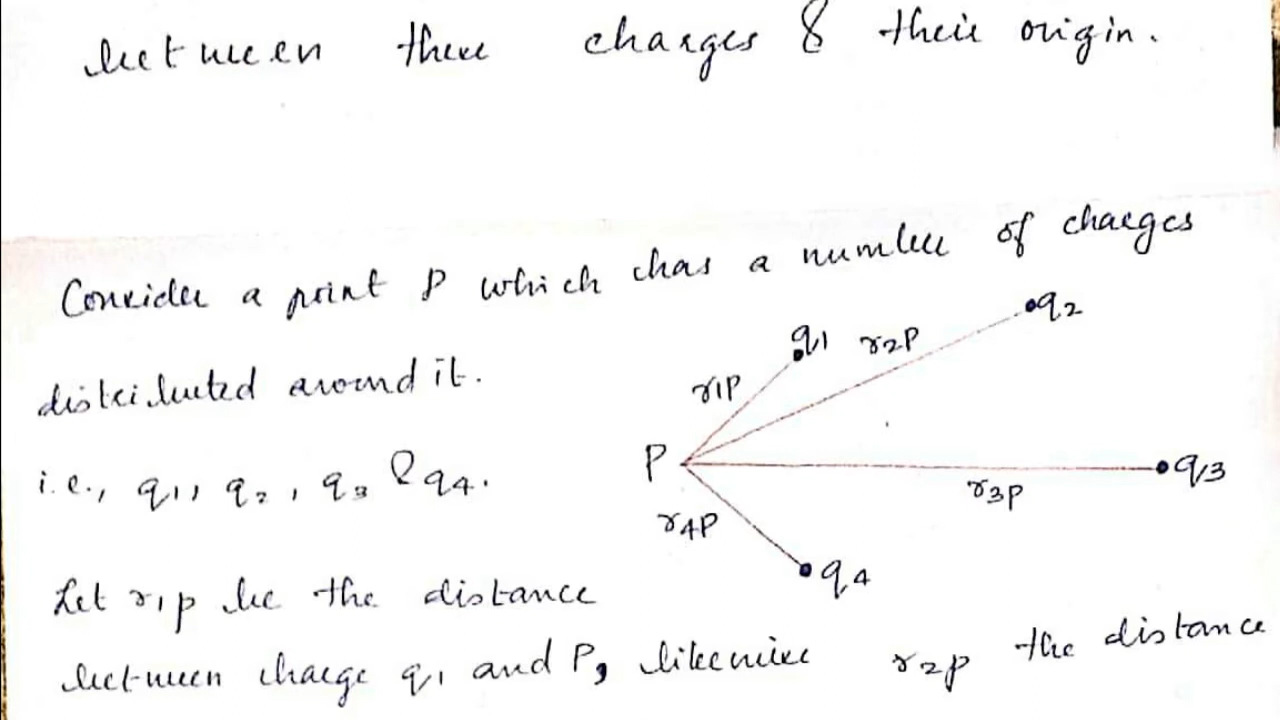 between there charges & their origin.
Consider a point P which has a number of charges
distributed around it.
i.e., q1, q2, q3 & q4.
q1
q2
r2P
r1P
P
q3
r3P
r4P
q4
Let r1P be the distance
between charge q1 and P, likewise r2P the distance